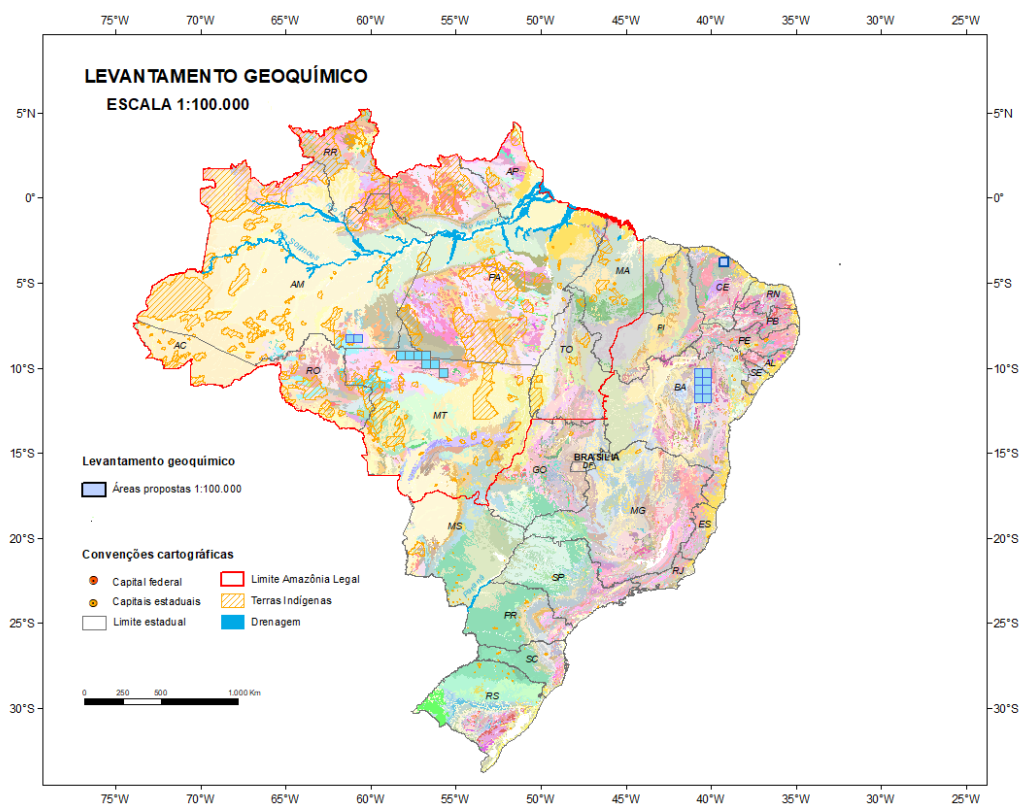 75°W 70°W 65°W 60°W 55°W 50°W 45°W 40°W 35°W 30°W 25°W
LEVANTAMENTO GEOQUÍMICO
ESCALA 1:100.000
5°N 5°N
RR
AP
0° 0°
Rio Solimões
Rio Amazonas
AM
PA
MA
CE
5°S 5°S
RN
PB
PI
PE
AC
TO
AL
SE
RO
10°S 10°S
BA
MT
15°S 15°S
BRASÍLIA
DF
GO
Levantamento geoquímico
Áreas propostas 1:100.000
MG
MS
ES
20°S 20°S
Convenções cartográficas
Capital federal
Limite Amazônia Legal
Capitais estaduais
Terras Indígenas
Limite estadual
Drenagem
SP
RJ
PR
25°S 25°S
SC
RS
0 250 500 1.000 Km
30°S 30°S
75°W 70°W 65°W 60°W 55°W 50°W 45°W 40°W 35°W 30°W 25°W